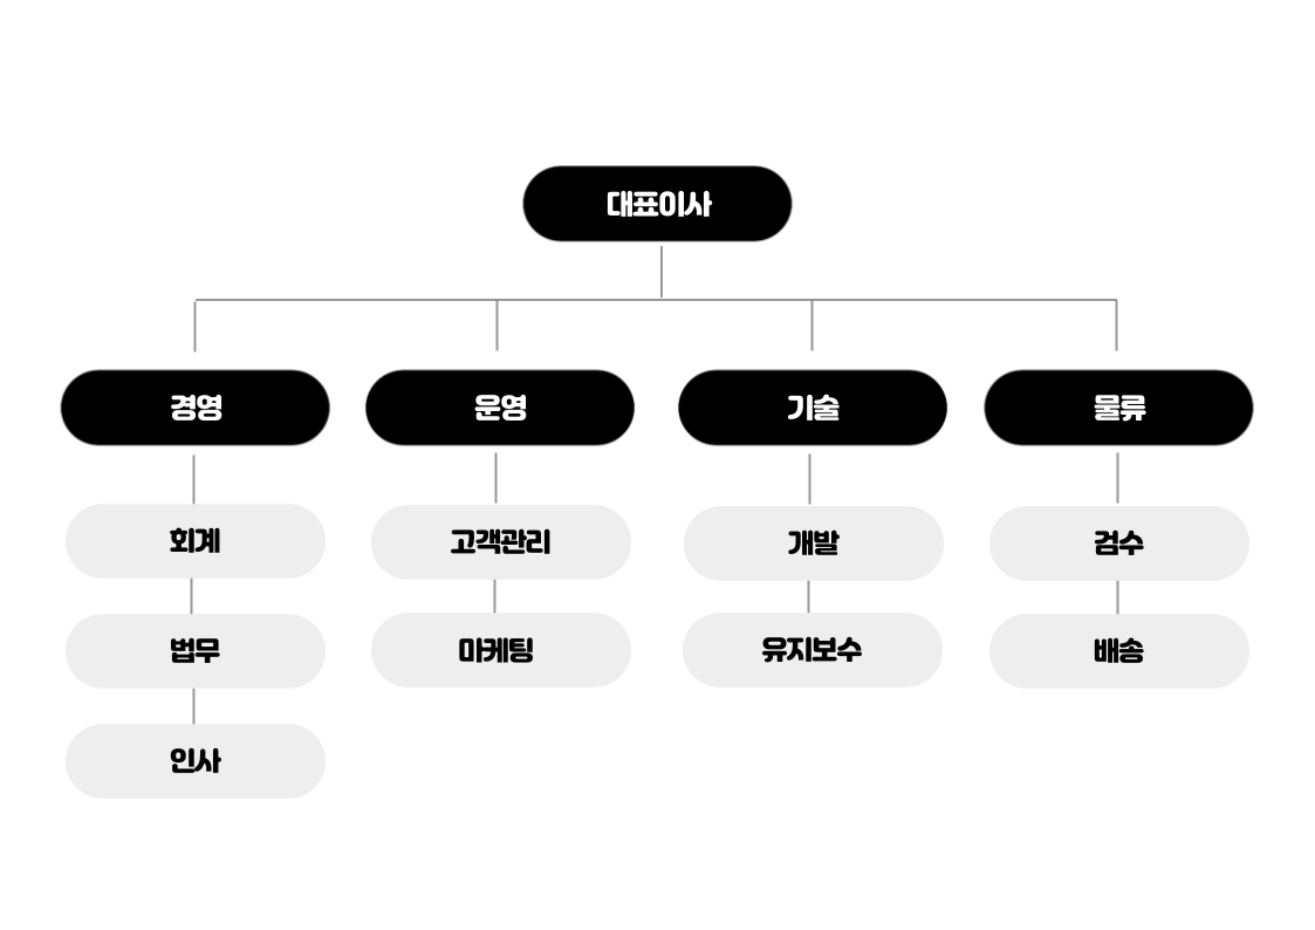 대표이사
경영
운영
기술
물류
회계
고객관리
개발
검수
법무
마케팅
유지보수
배송
인사